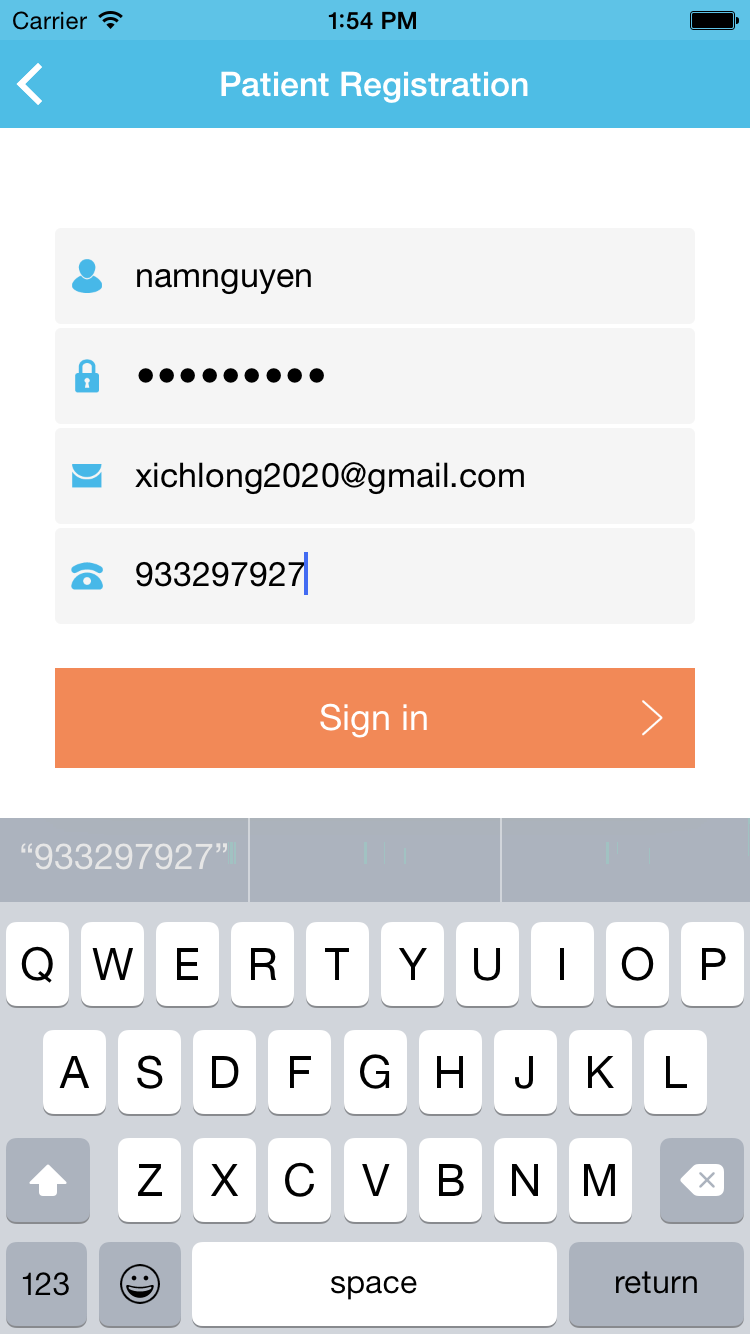 Carrier 1:54 PM
Patient Registration
namnguyen
•••••••••
xichlong2020@gmail.com
933297927
Sign in
“933297927”
Q W E R T Y U I O P
A S D F G H J K L
Z X C V B N M
123 space return